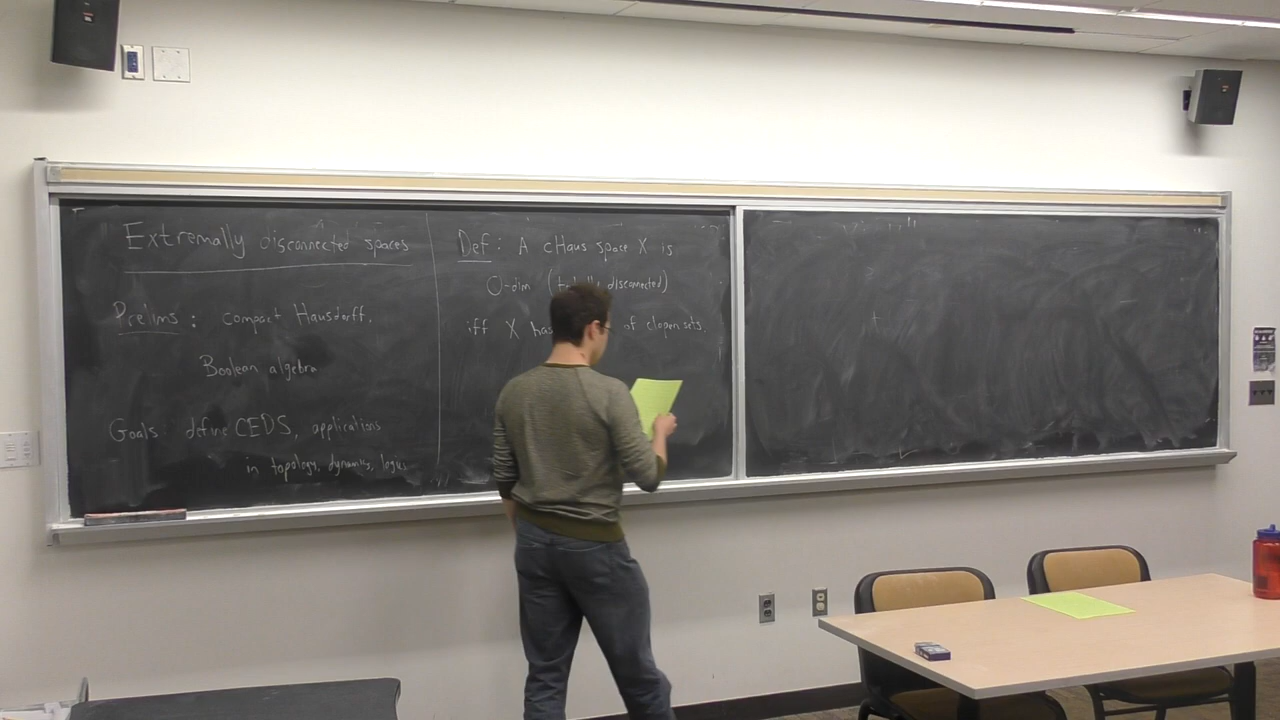 Extremally disconnected spaces
Prelims: compact Hausdorff.
Boolean algebra
Goals: define CEDS, applications
in topology, dynamics, logic
Def: A cHaus space X is
0-dim (totally disconnected)
iff X has of clopen sets.